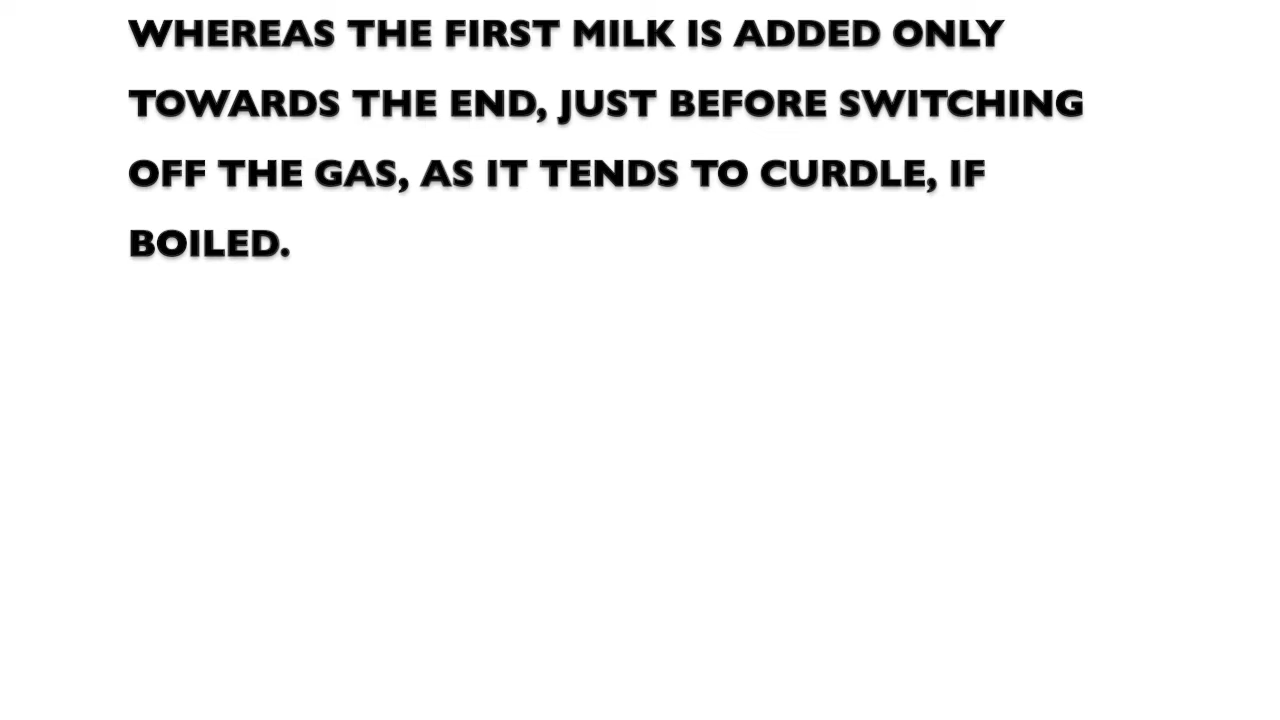 WHEREAS THE FIRST MILK IS ADDED ONLY
TOWARDS THE END, JUST BEFORE SWITCHING
OFF THE GAS, AS IT TENDS TO CURDLE, IF
BOILED.